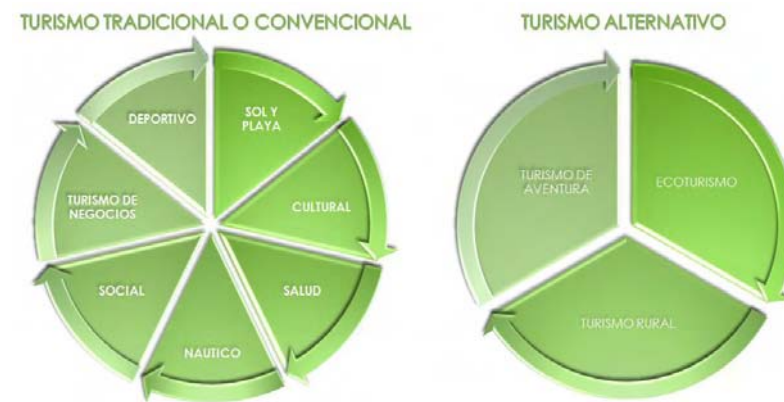 TURISMO TRADICIONAL O CONVENCIONAL
DEPORTIVO
SOL Y
PLAYA
TURISMO DE
NEGOCIOS
CULTURAL
SOCIAL
SALUD
NAUTICO
TURISMO ALTERNATIVO
TURISMO DE
AVENTURA
ECOTURISMO
TURISMO RURAL